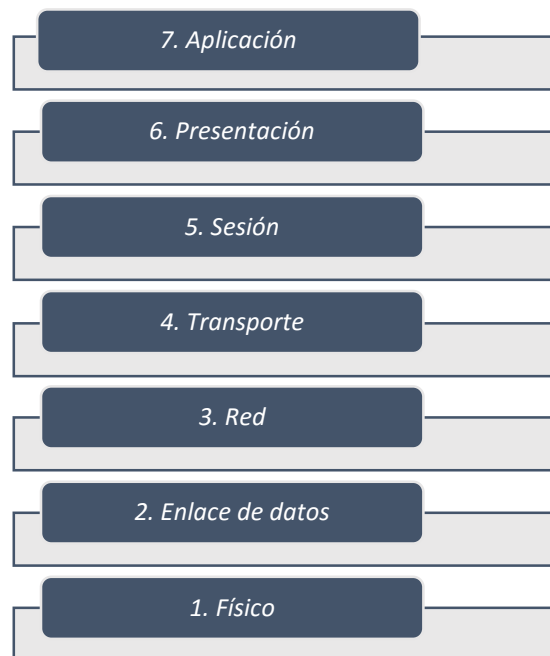 7. Aplicación
6. Presentación
5. Sesión
4. Transporte
3. Red
2. Enlace de datos
1. Físico